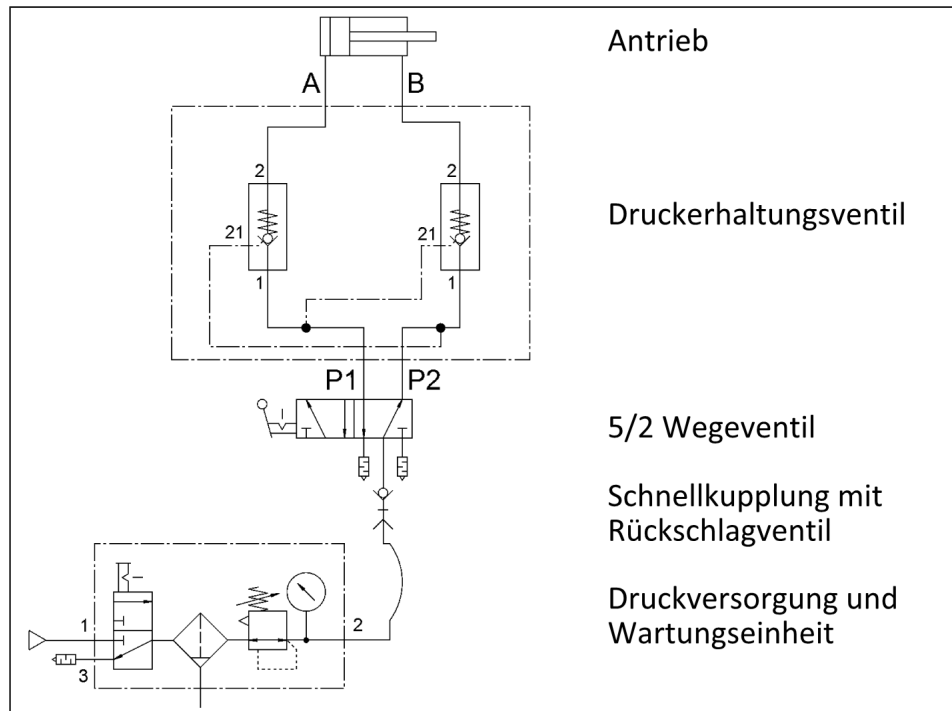 Antrieb
A B
2 2
Druckerhaltungsventil
21 21
1 1
P1 P2
5/2 Wegeventil
Schnellkupplung mit
Rückschlagventil
Druckversorgung und
Wartungseinheit
1 2
3